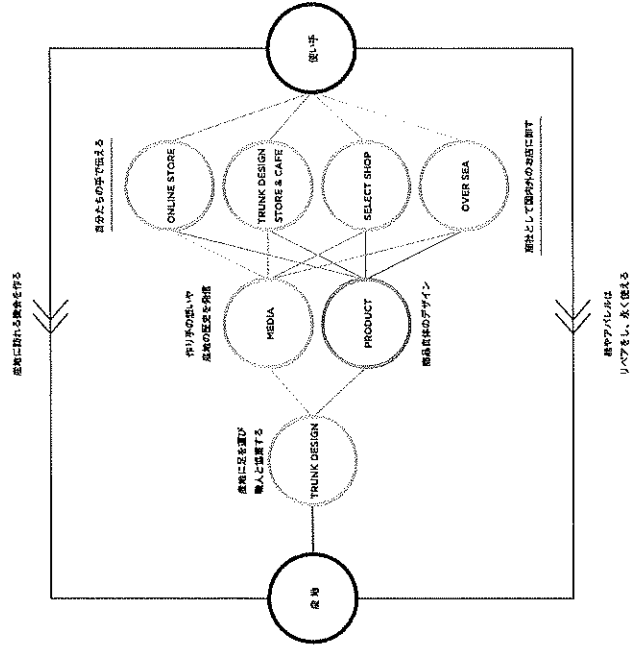 産地に訪れる機会を作る
自分たちの手で伝える
作り手の想いや
産地の歴史を発信
産地に足を運び
職人と協業する
産地
TRUNK DESIGN
MEDIA
PRODUCT
商品自体のデザイン
ONLINE STORE
TRUNK DESIGN
STORE & CAFE
SELECT SHOP
OVER SEA
商社として国内外のお店に卸す
使い手
鞄やアパレルは
リペアをし、永く使える